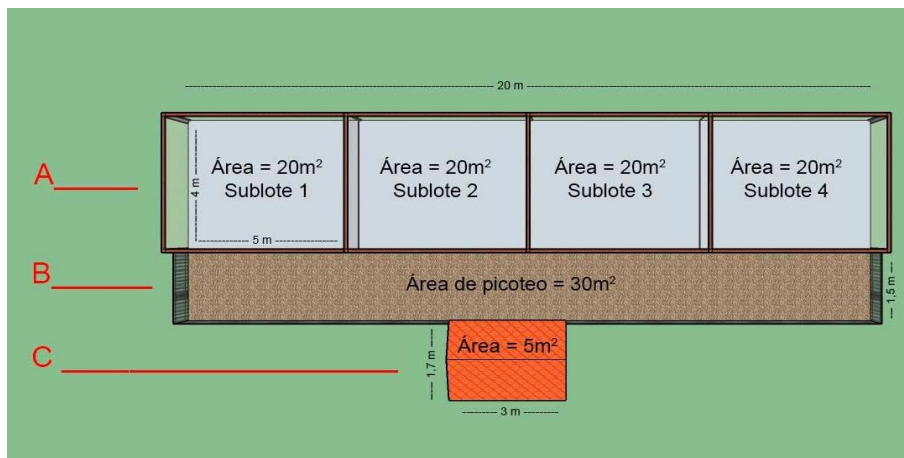 20 m
Área = 20m²
Sublote 1
Área = 20m²
Sublote 2
Área = 20m²
Sublote 3
Área = 20m²
Sublote 4
4 m
5 m
A
B
Área de picoteo = 30m²
1,5 m
C
Área = 5m²
1,7 m
3 m